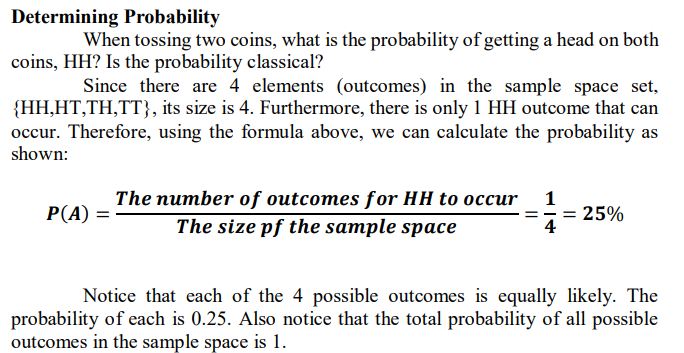 Determining Probability
When tossing two coins, what is the probability of getting a head on both
coins, HH? Is the probability classical?
Since there are 4 elements (outcomes) in the sample space set,
{HH,HT,TH,TT}, its size is 4. Furthermore, there is only 1 HH outcome that can
occur. Therefore, using the formula above, we can calculate the probability as
shown:
P(A) = The number of outcomes for HH to occur / The size pf the sample space = 1/4 = 25%
Notice that each of the 4 possible outcomes is equally likely. The
probability of each is 0.25. Also notice that the total probability of all possible
outcomes in the sample space is 1.